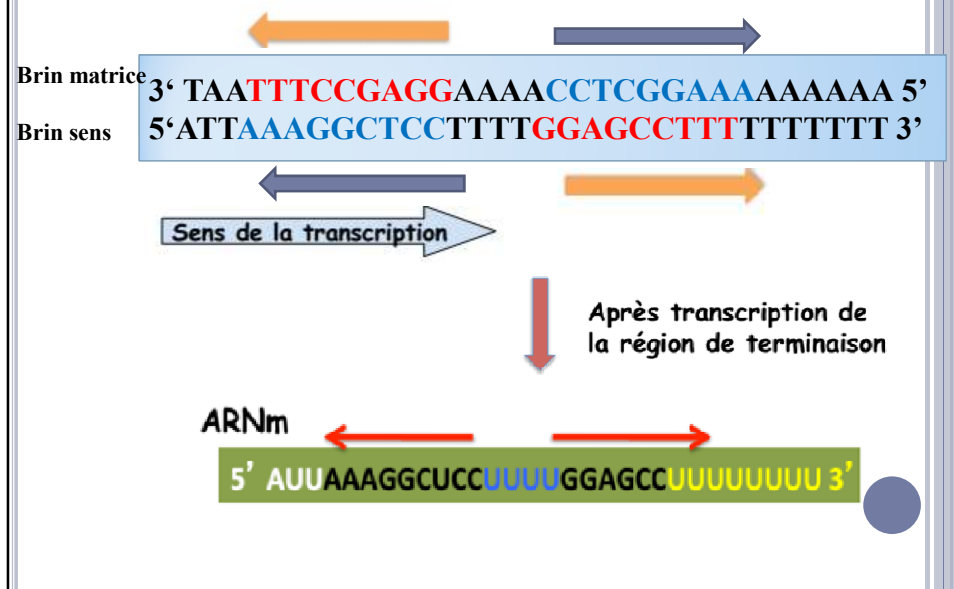 Brin matrice
3‘ TAATTTCCGAGGAAAACCTCGGAAAAAAAAA 5’
Brin sens
5‘ATTAAAGGCTCCTTTTGGAGCCTTTTTTTTTT 3’
Sens de la transcription
Après transcription de
la région de terminaison
ARNm
5’ AUUAAAGGCUCCUUUUGGAGCCUUUUUUUU 3’